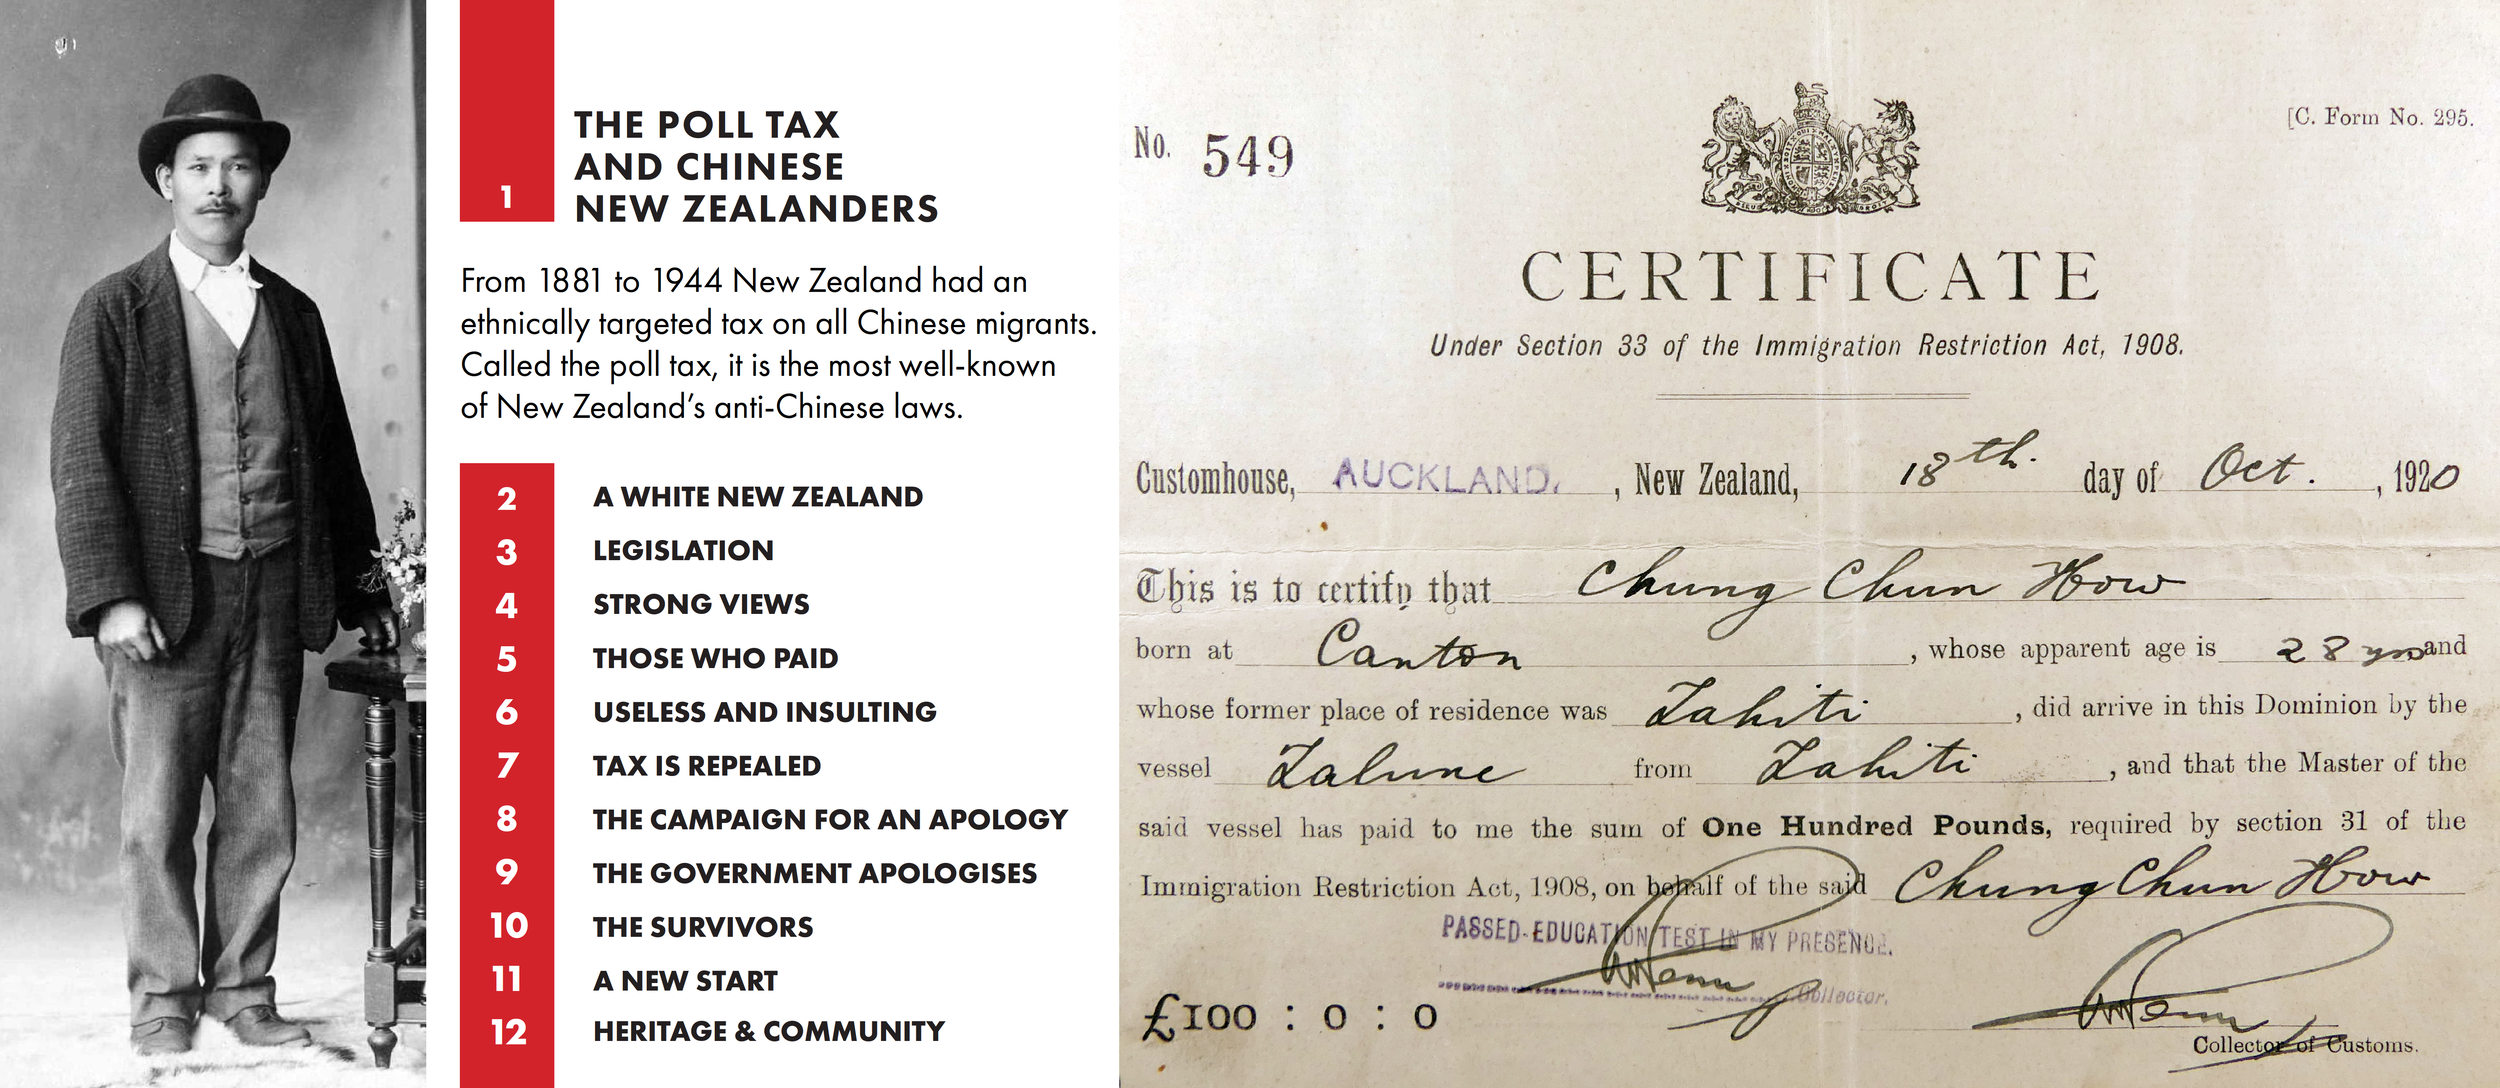 1
THE POLL TAX
AND CHINESE
NEW ZEALANDERS
From 1881 to 1944 New Zealand had an
ethnically targeted tax on all Chinese migrants.
Called the poll tax, it is the most well-known
of New Zealand's anti-Chinese laws.
2 A WHITE NEW ZEALAND
3 LEGISLATION
4 STRONG VIEWS
5 THOSE WHO PAID
6 USELESS AND INSULTING
7 TAX IS REPEALED
8 THE CAMPAIGN FOR AN APOLOGY
9 THE GOVERNMENT APOLOGISES
10 THE SURVIVORS
11 A NEW START
12 HERITAGE & COMMUNITY
No. 549
[C. Form No. 295.
CERTIFICATE
Under Section 33 of the Immigration Restriction Act, 1908.
Customhouse, AUCKLAND, , New Zealand, 18th. day of Oct. , 1920
This is to certify that Chung Chun How
born at Canton , whose apparent age is 28 yrs and
whose former place of residence was Tahiti , did arrive in this Dominion by the
vessel Talune from Tahiti , and that the Master of the
said vessel has paid to me the sum of One Hundred Pounds, required by section 31 of the
Immigration Restriction Act, 1908, on behalf of the said Chung Chun How
PASSED EDUCATION TEST IN MY PRESENCE.
Collector.
£100 : 0 : 0
Collector of Customs.